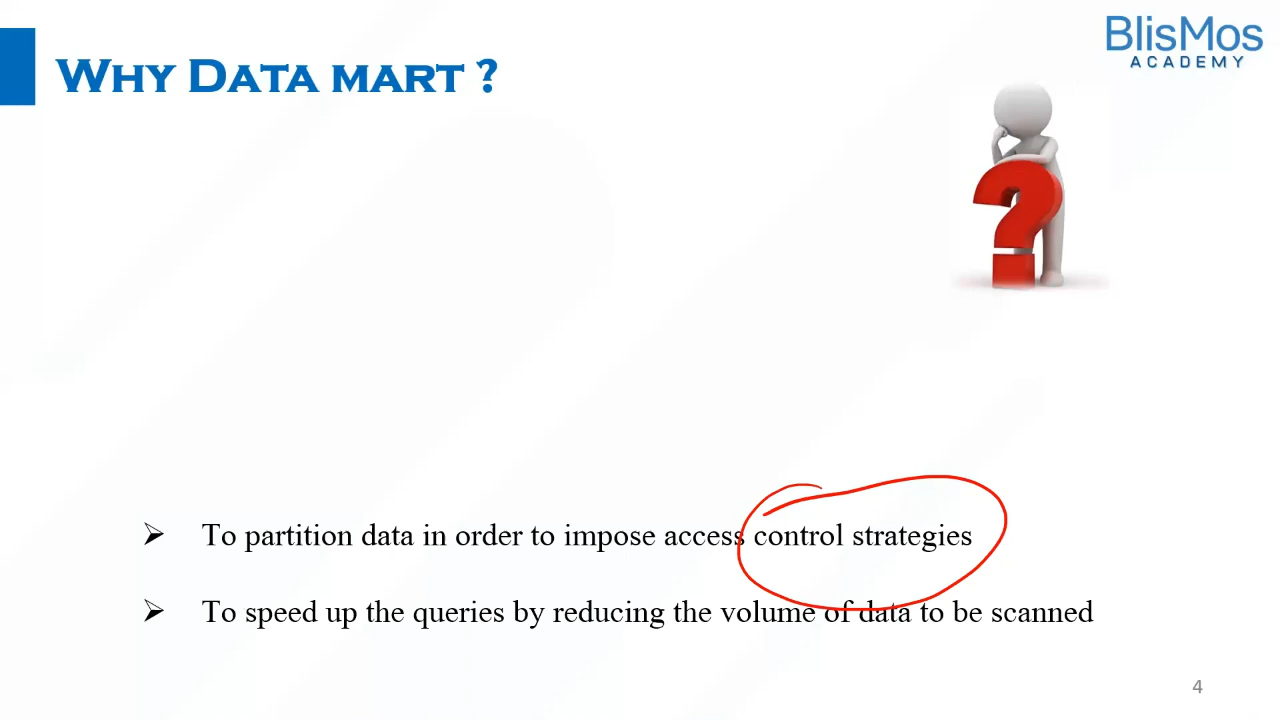 BlisMos
ACADEMY
WHY DATA MART ?
➢ To partition data in order to impose access control strategies
➢ To speed up the queries by reducing the volume of data to be scanned
4